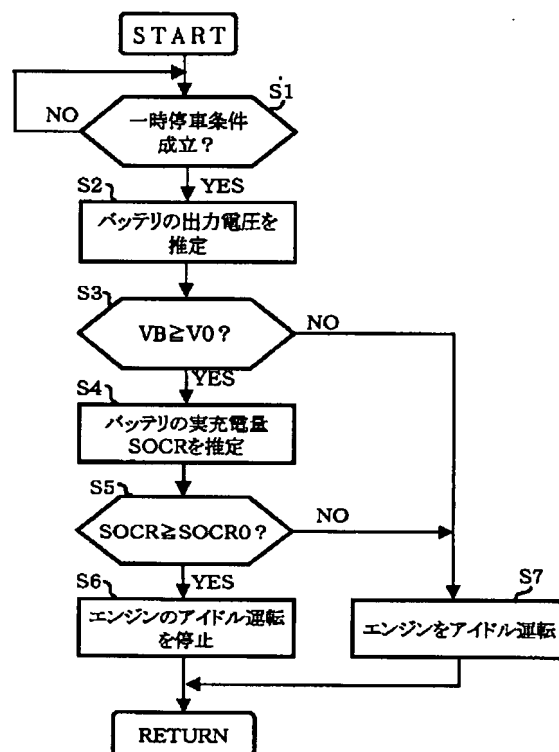 START
S1
NO
一時停車条件
成立？
YES
S2
バッテリの出力電圧を
推定
S3
VB≧V0？
NO
YES
S4
バッテリの実充電量
SOCRを推定
S5
SOCR≧SOCR0？
NO
YES
S6
エンジンのアイドル運転
を停止
S7
エンジンをアイドル運転
RETURN